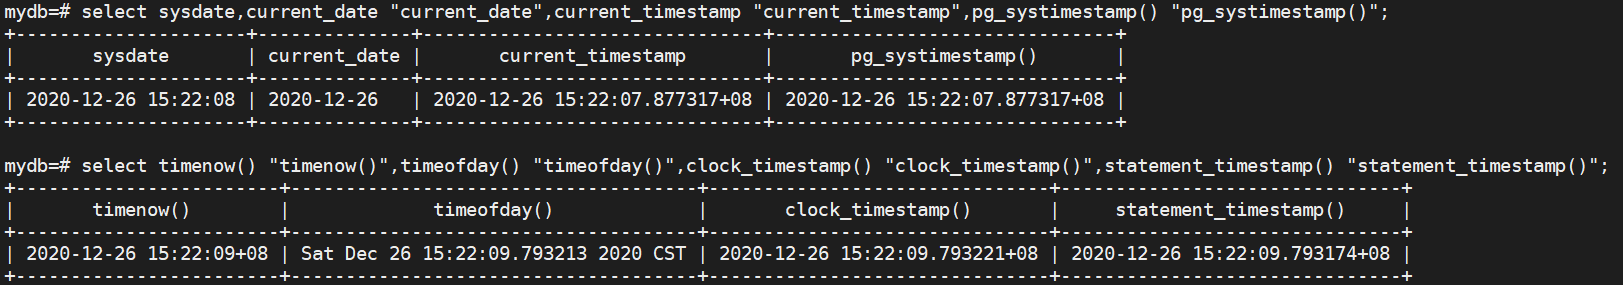 mydb=# select sysdate,current_date "current_date",current_timestamp "current_timestamp",pg_systimestamp() "pg_systimestamp()";
+---------------------+--------------+-------------------------------+-------------------------------+
|       sysdate       | current_date |       current_timestamp       |       pg_systimestamp()       |
+---------------------+--------------+-------------------------------+-------------------------------+
| 2020-12-26 15:22:08 | 2020-12-26   | 2020-12-26 15:22:07.877317+08 | 2020-12-26 15:22:07.877317+08 |
+---------------------+--------------+-------------------------------+-------------------------------+
mydb=# select timenow() "timenow()",timeofday() "timeofday()",clock_timestamp() "clock_timestamp()",statement_timestamp() "statement_timestamp()";
+------------------------+-------------------------------------+-------------------------------+-------------------------------+
|       timenow()        |             timeofday()             |       clock_timestamp()       |     statement_timestamp()     |
+------------------------+-------------------------------------+-------------------------------+-------------------------------+
| 2020-12-26 15:22:09+08 | Sat Dec 26 15:22:09.793213 2020 CST | 2020-12-26 15:22:09.793221+08 | 2020-12-26 15:22:09.793174+08 |
+------------------------+-------------------------------------+-------------------------------+-------------------------------+